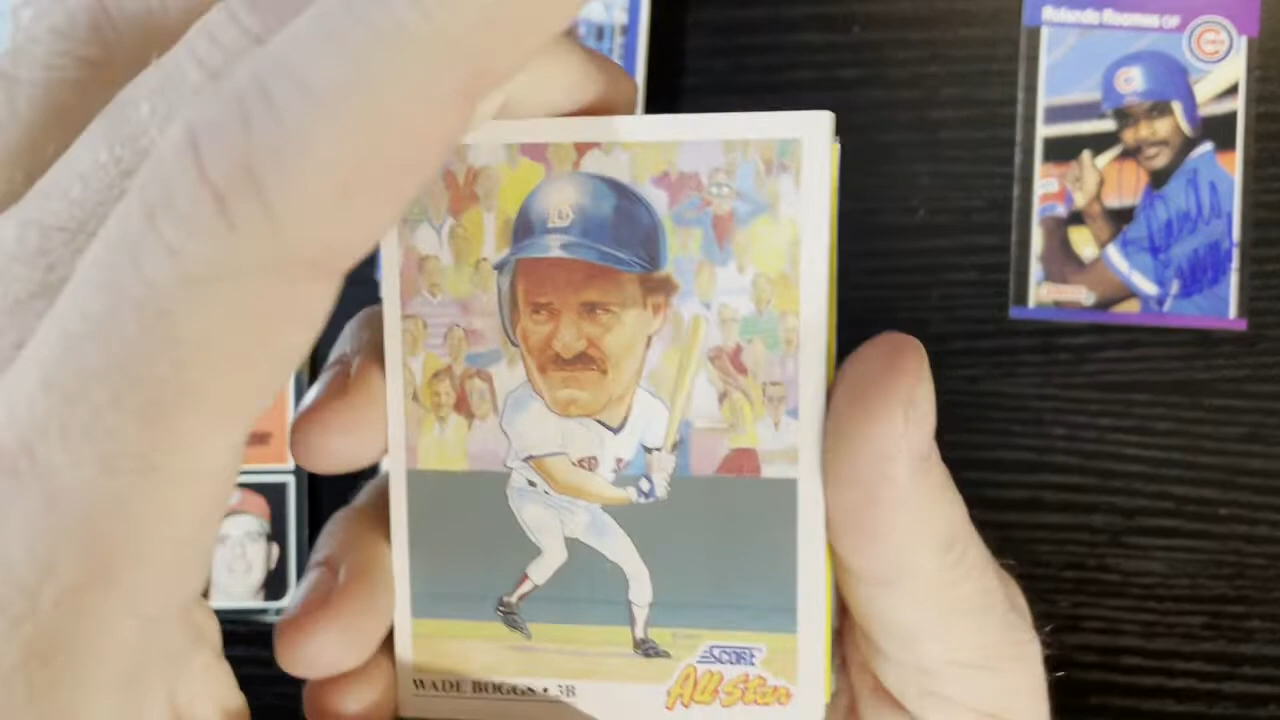 Rolando Roomes OF
B
C
WADE BOGGS • 3B
SCORE
All Star